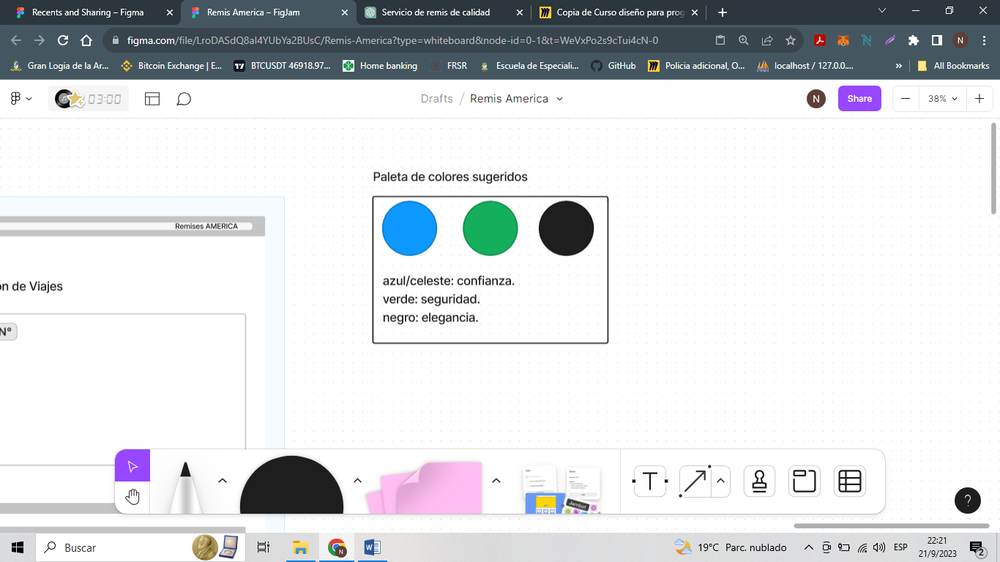 Recents and Sharing – Figma
Remis America – FigJam
Servicio de remis de calidad
Copia de Curso diseño para prog
figma.com/file/LroDASdQ8al4YUbYa2BUsC/Remis-America?type=whiteboard&node-id=0-1&t=WeVxPo2s9cTui4cN-0
N
Gran Logia de la Ar...
Bitcoin Exchange | E...
BTCUSDT 46918.97...
Home banking
FRSR
Escuela de Especiali...
GitHub
Policia adicional, O...
localhost / 127.0.0....
»
All Bookmarks
03:00
Drafts / Remis America
N
Share
38%
Paleta de colores sugeridos
Remises AMERICA
azul/celeste: confianza.
verde: seguridad.
negro: elegancia.
on de Viajes
N°
Jambot
T
?
Buscar
N
19°C Parc. nublado
ESP
22:21
21/9/2023
2